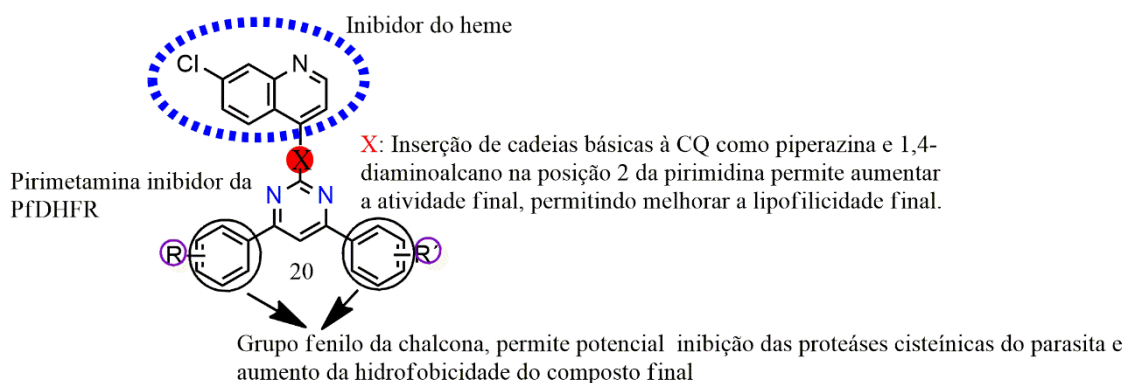 Inibidor do heme
Cl
N
X: Inserção de cadeias básicas à CQ como piperazina e 1,4-
diaminoalcano na posição 2 da pirimidina permite aumentar
a atividade final, permitindo melhorar a lipofilicidade final.
X
Pirimetamina inibidor da
PfDHFR
N N
R 20 R´
Grupo fenilo da chalcona, permite potencial inibição das proteáses cisteínicas do parasita e
aumento da hidrofobicidade do composto final